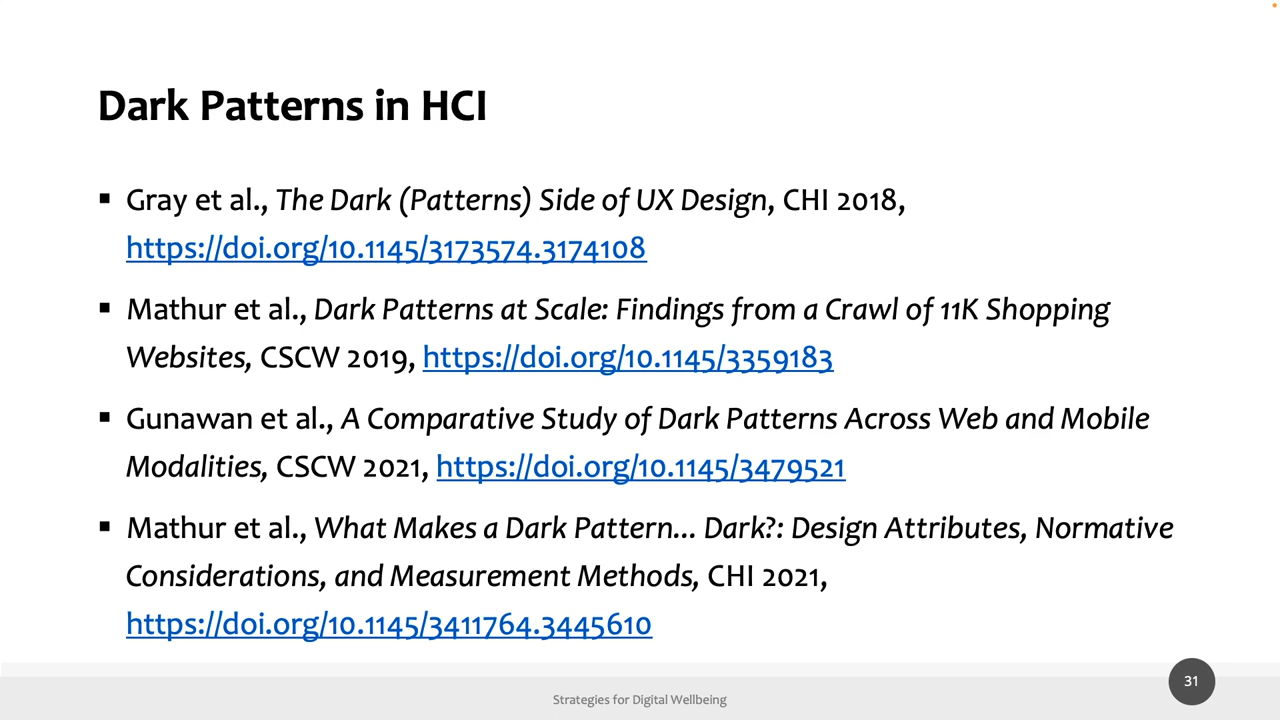 Dark Patterns in HCI
▪ Gray et al., The Dark (Patterns) Side of UX Design, CHI 2018,
https://doi.org/10.1145/3173574.3174108
▪ Mathur et al., Dark Patterns at Scale: Findings from a Crawl of 11K Shopping
Websites, CSCW 2019, https://doi.org/10.1145/3359183
▪ Gunawan et al., A Comparative Study of Dark Patterns Across Web and Mobile
Modalities, CSCW 2021, https://doi.org/10.1145/3479521
▪ Mathur et al., What Makes a Dark Pattern... Dark?: Design Attributes, Normative
Considerations, and Measurement Methods, CHI 2021,
https://doi.org/10.1145/3411764.3445610
31
Strategies for Digital Wellbeing